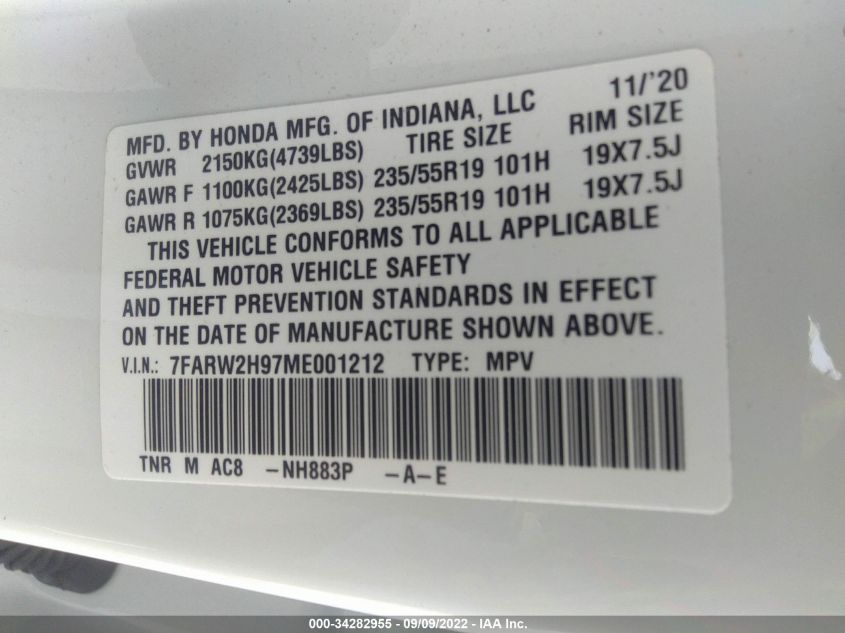 MFD. BY HONDA MFG. OF INDIANA, LLC 11/'20
GVWR 2150KG(4739LBS) TIRE SIZE RIM SIZE
GAWR F 1100KG(2425LBS) 235/55R19 101H 19X7.5J
GAWR R 1075KG(2369LBS) 235/55R19 101H 19X7.5J
THIS VEHICLE CONFORMS TO ALL APPLICABLE
FEDERAL MOTOR VEHICLE SAFETY
AND THEFT PREVENTION STANDARDS IN EFFECT
ON THE DATE OF MANUFACTURE SHOWN ABOVE.
V.I.N.: 7FARW2H97ME001212 TYPE: MPV
TNR M AC8 -NH883P -A-E
000-34282955 - 09/09/2022 - IAA Inc.